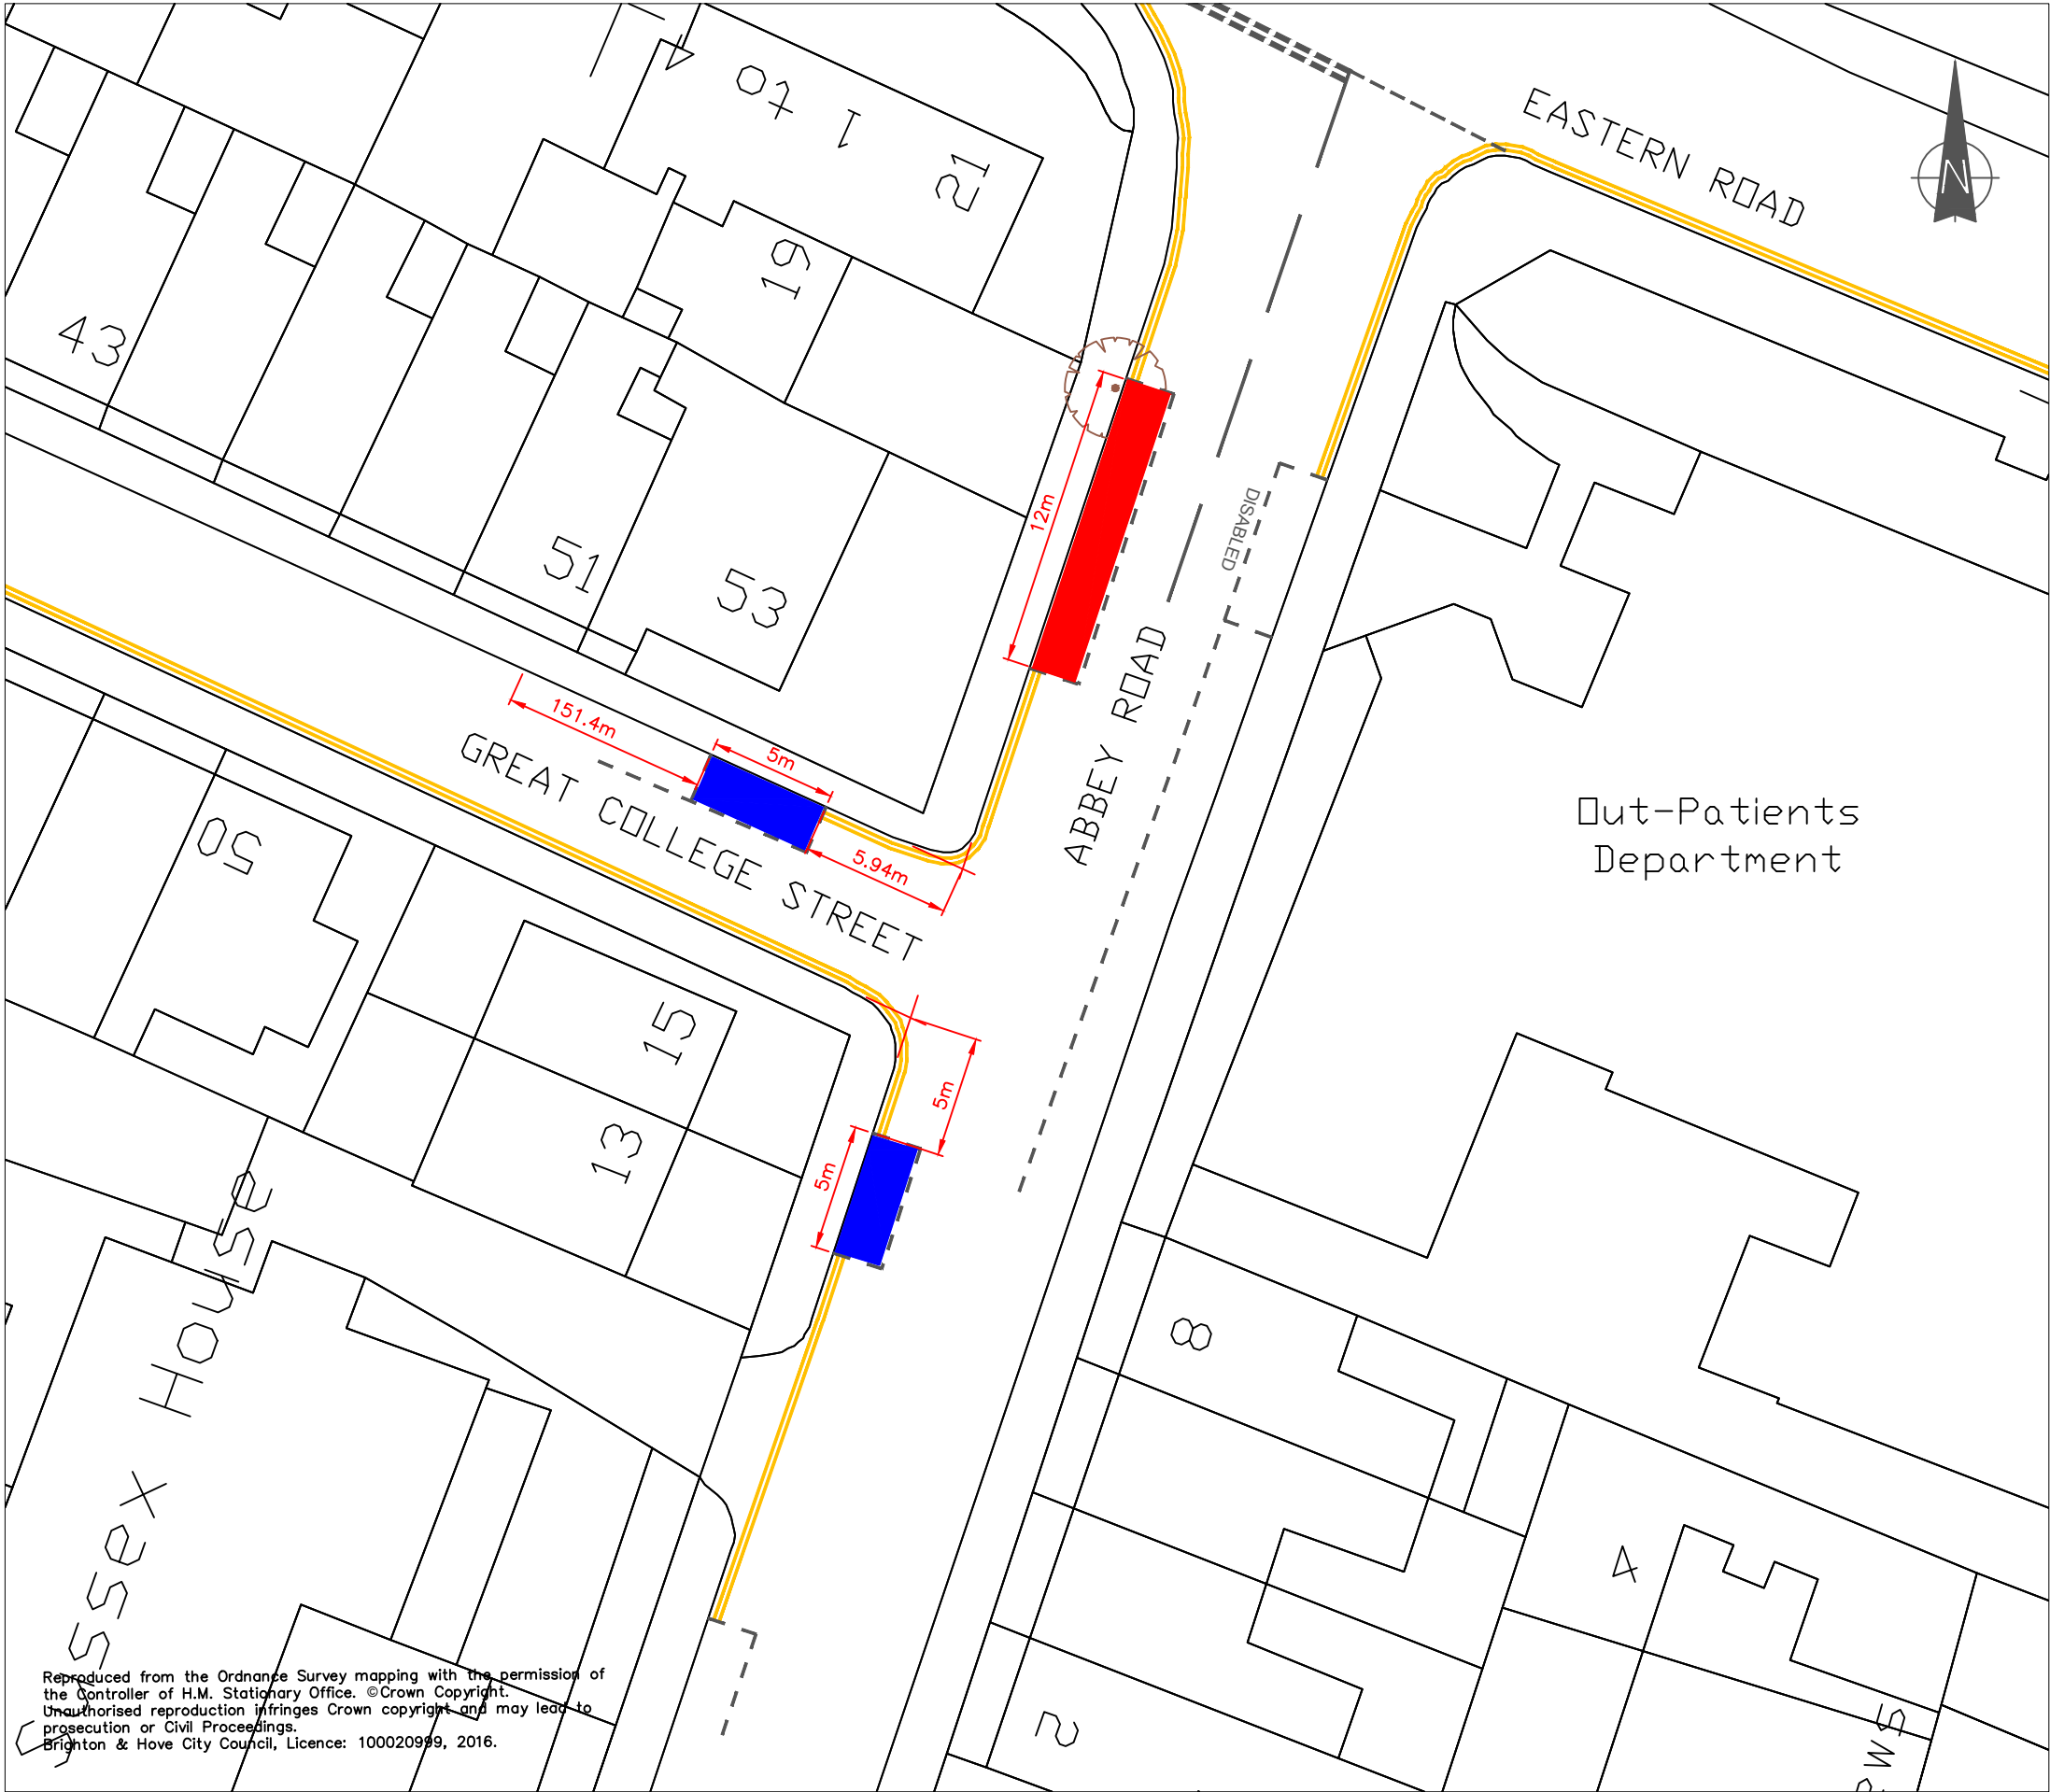 EASTERN ROAD
N
1 to 4
21
19
43
51
53
12m
DISABLED
ABBEY ROAD
151.4m
5m
GREAT COLLEGE STREET
5.94m
50
15
13
5m
5m
Out-Patients
Department
8
4
2
House
Reproduced from the Ordnance Survey mapping with the permission of
the Controller of H.M. Stationary Office. ©Crown Copyright.
Unauthorised reproduction infringes Crown copyright and may lead to
prosecution or Civil Proceedings.
Brighton & Hove City Council, Licence: 100020999, 2016.